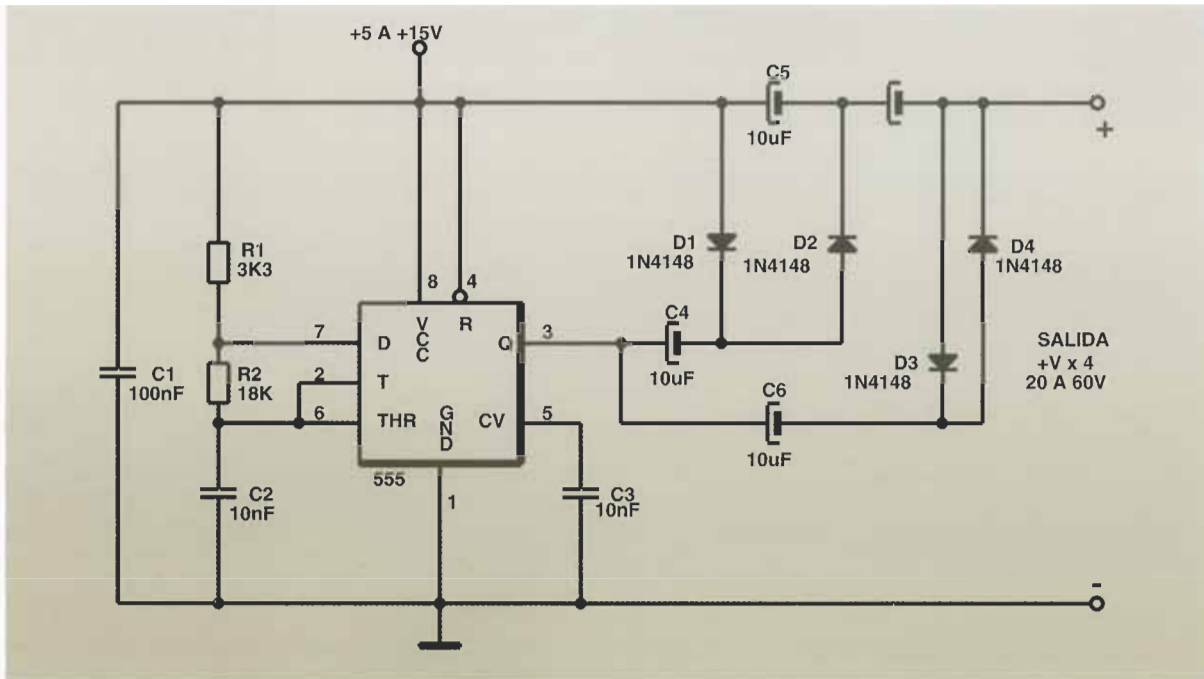 +5 A +15V
C5
10uF
+
R1
3K3
D1
1N4148
D2
1N4148
D4
1N4148
8
4
VCC
R
7
D
Q
3
C4
10uF
C1
100nF
R2
18K
2
T
6
THR
GND
CV
5
D3
1N4148
SALIDA
+V x 4
20 A 60V
C6
10uF
555
1
C2
10nF
C3
10nF
-